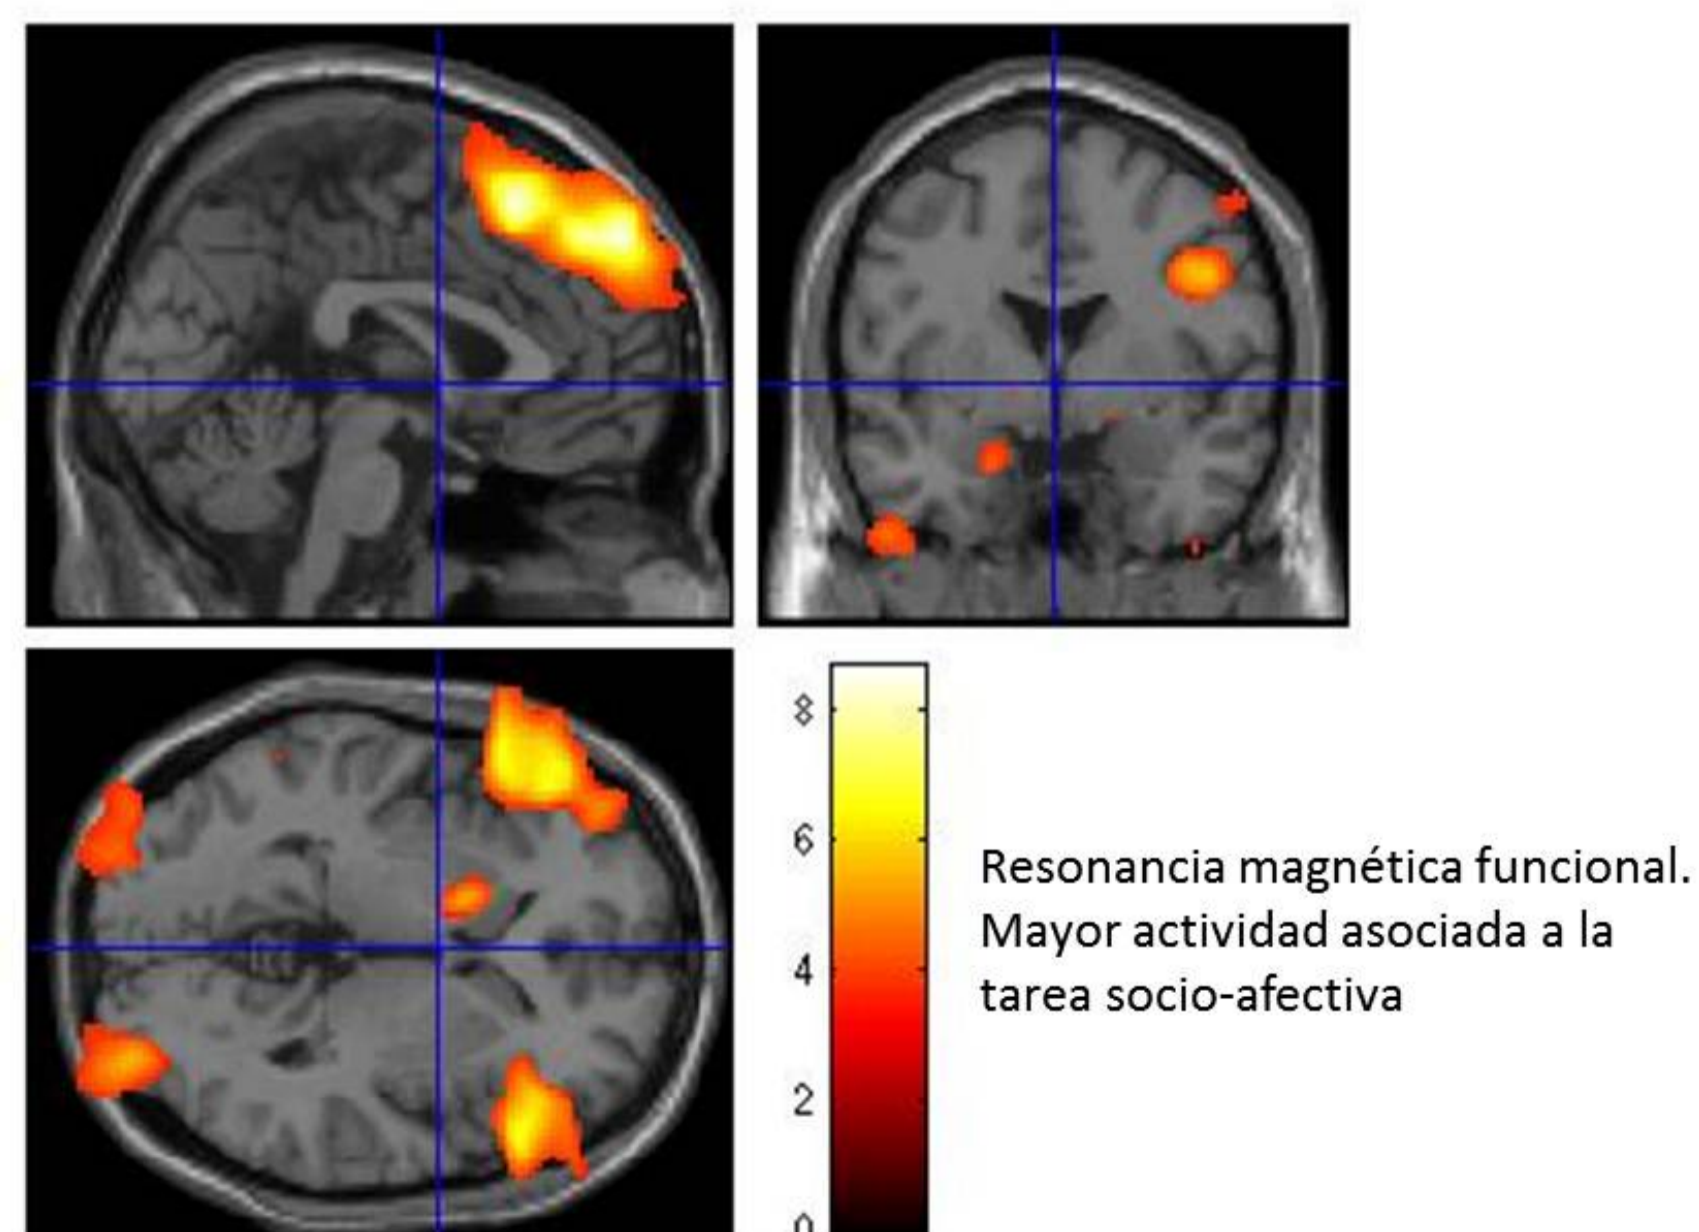 8
6
4
2
0
Resonancia magnética funcional.
Mayor actividad asociada a la
tarea socio-afectiva